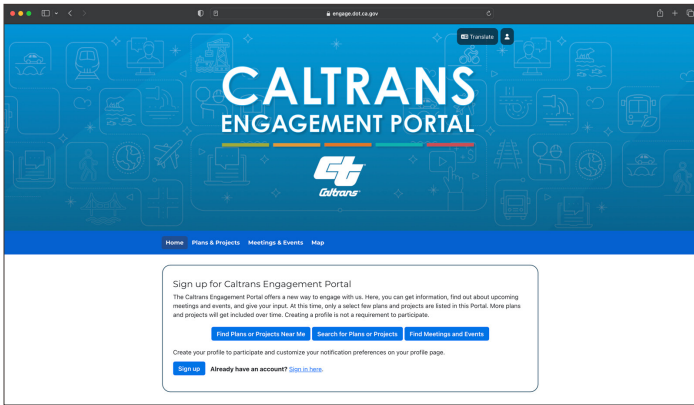 engage.dot.ca.gov
Translate
CALTRANS
ENGAGEMENT PORTAL
Caltrans
Home Plans & Projects Meetings & Events Map
Sign up for Caltrans Engagement Portal
The Caltrans Engagement Portal offers a new way to engage with us. Here, you can get information, find out about upcoming
meetings and events, and give your input. At this time, only a select few plans and projects are listed in this Portal. More plans
and projects will get included over time. Creating a profile is not a requirement to participate.
Find Plans or Projects Near Me Search for Plans or Projects Find Meetings and Events
Create your profile to participate and customize your notification preferences on your profile page.
Sign up Already have an account? Sign in here.